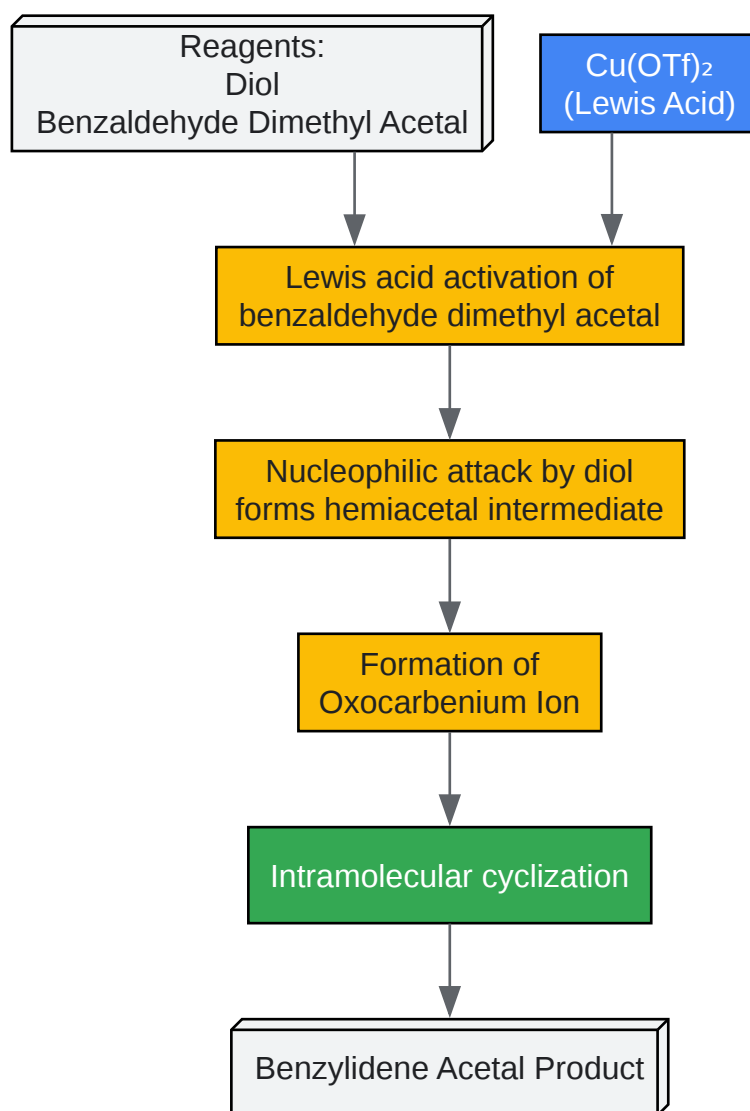 Reagents:
Diol
Benzaldehyde Dimethyl Acetal
Cu(OTf)₂
(Lewis Acid)
Lewis acid activation of
benzaldehyde dimethyl acetal
Nucleophilic attack by diol
forms hemiacetal intermediate
Formation of
Oxocarbenium Ion
Intramolecular cyclization
Benzylidene Acetal Product